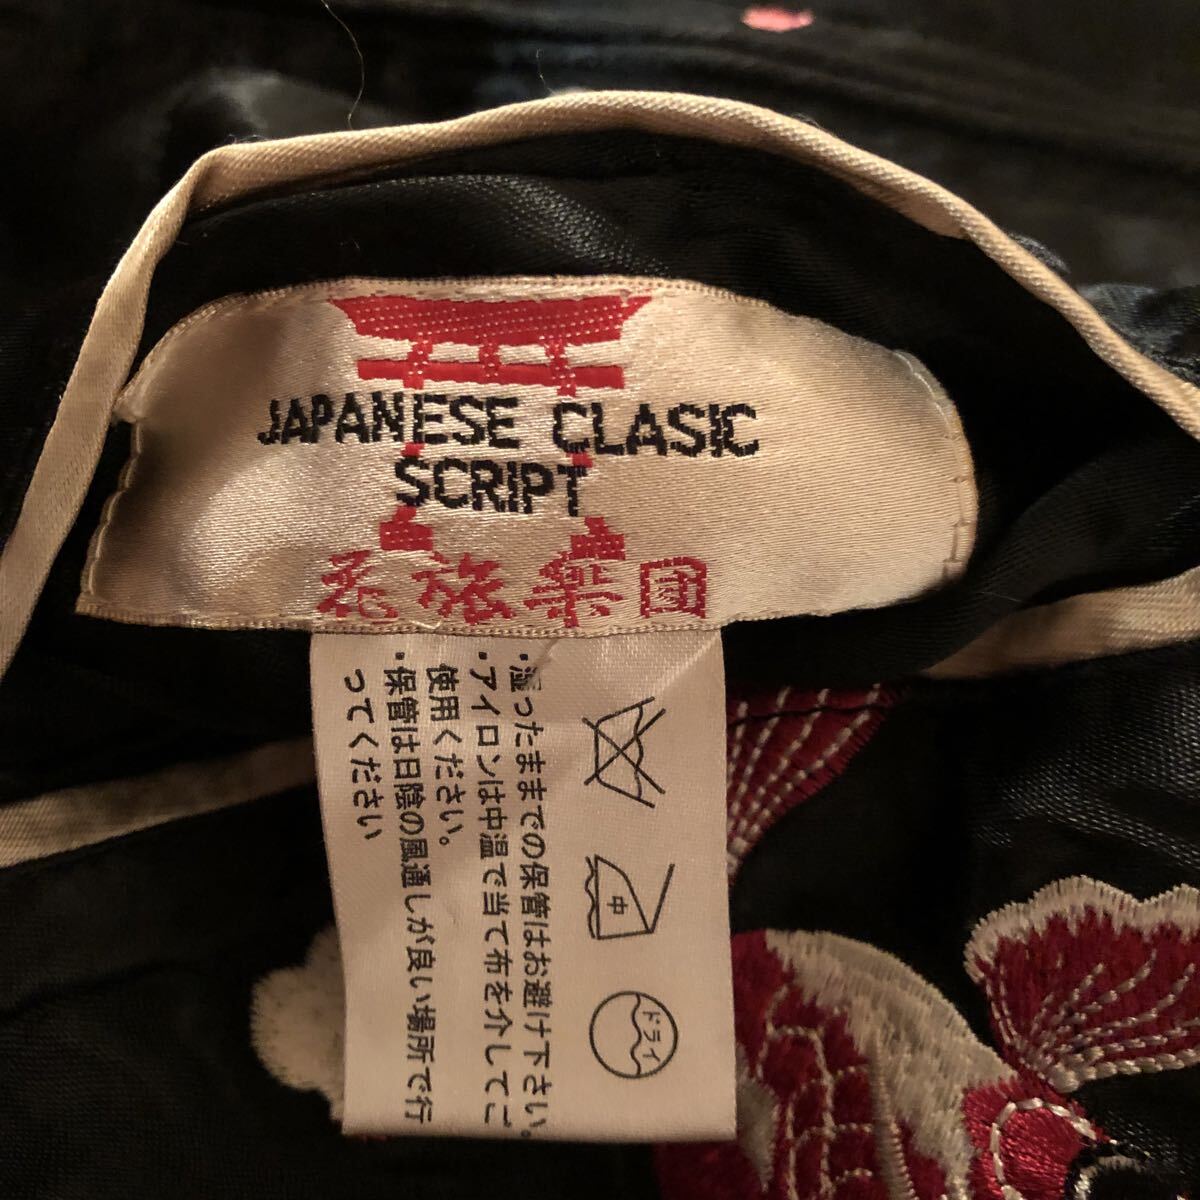 JAPANESE CLASIC
SCRIPT
花旅楽団
・湿ったままでの保管はお避け下さい。
・アイロンは中温で当て布を介してご
使用ください。
・保管は日陰の風通しが良い場所で行
ってください
中
ドライ